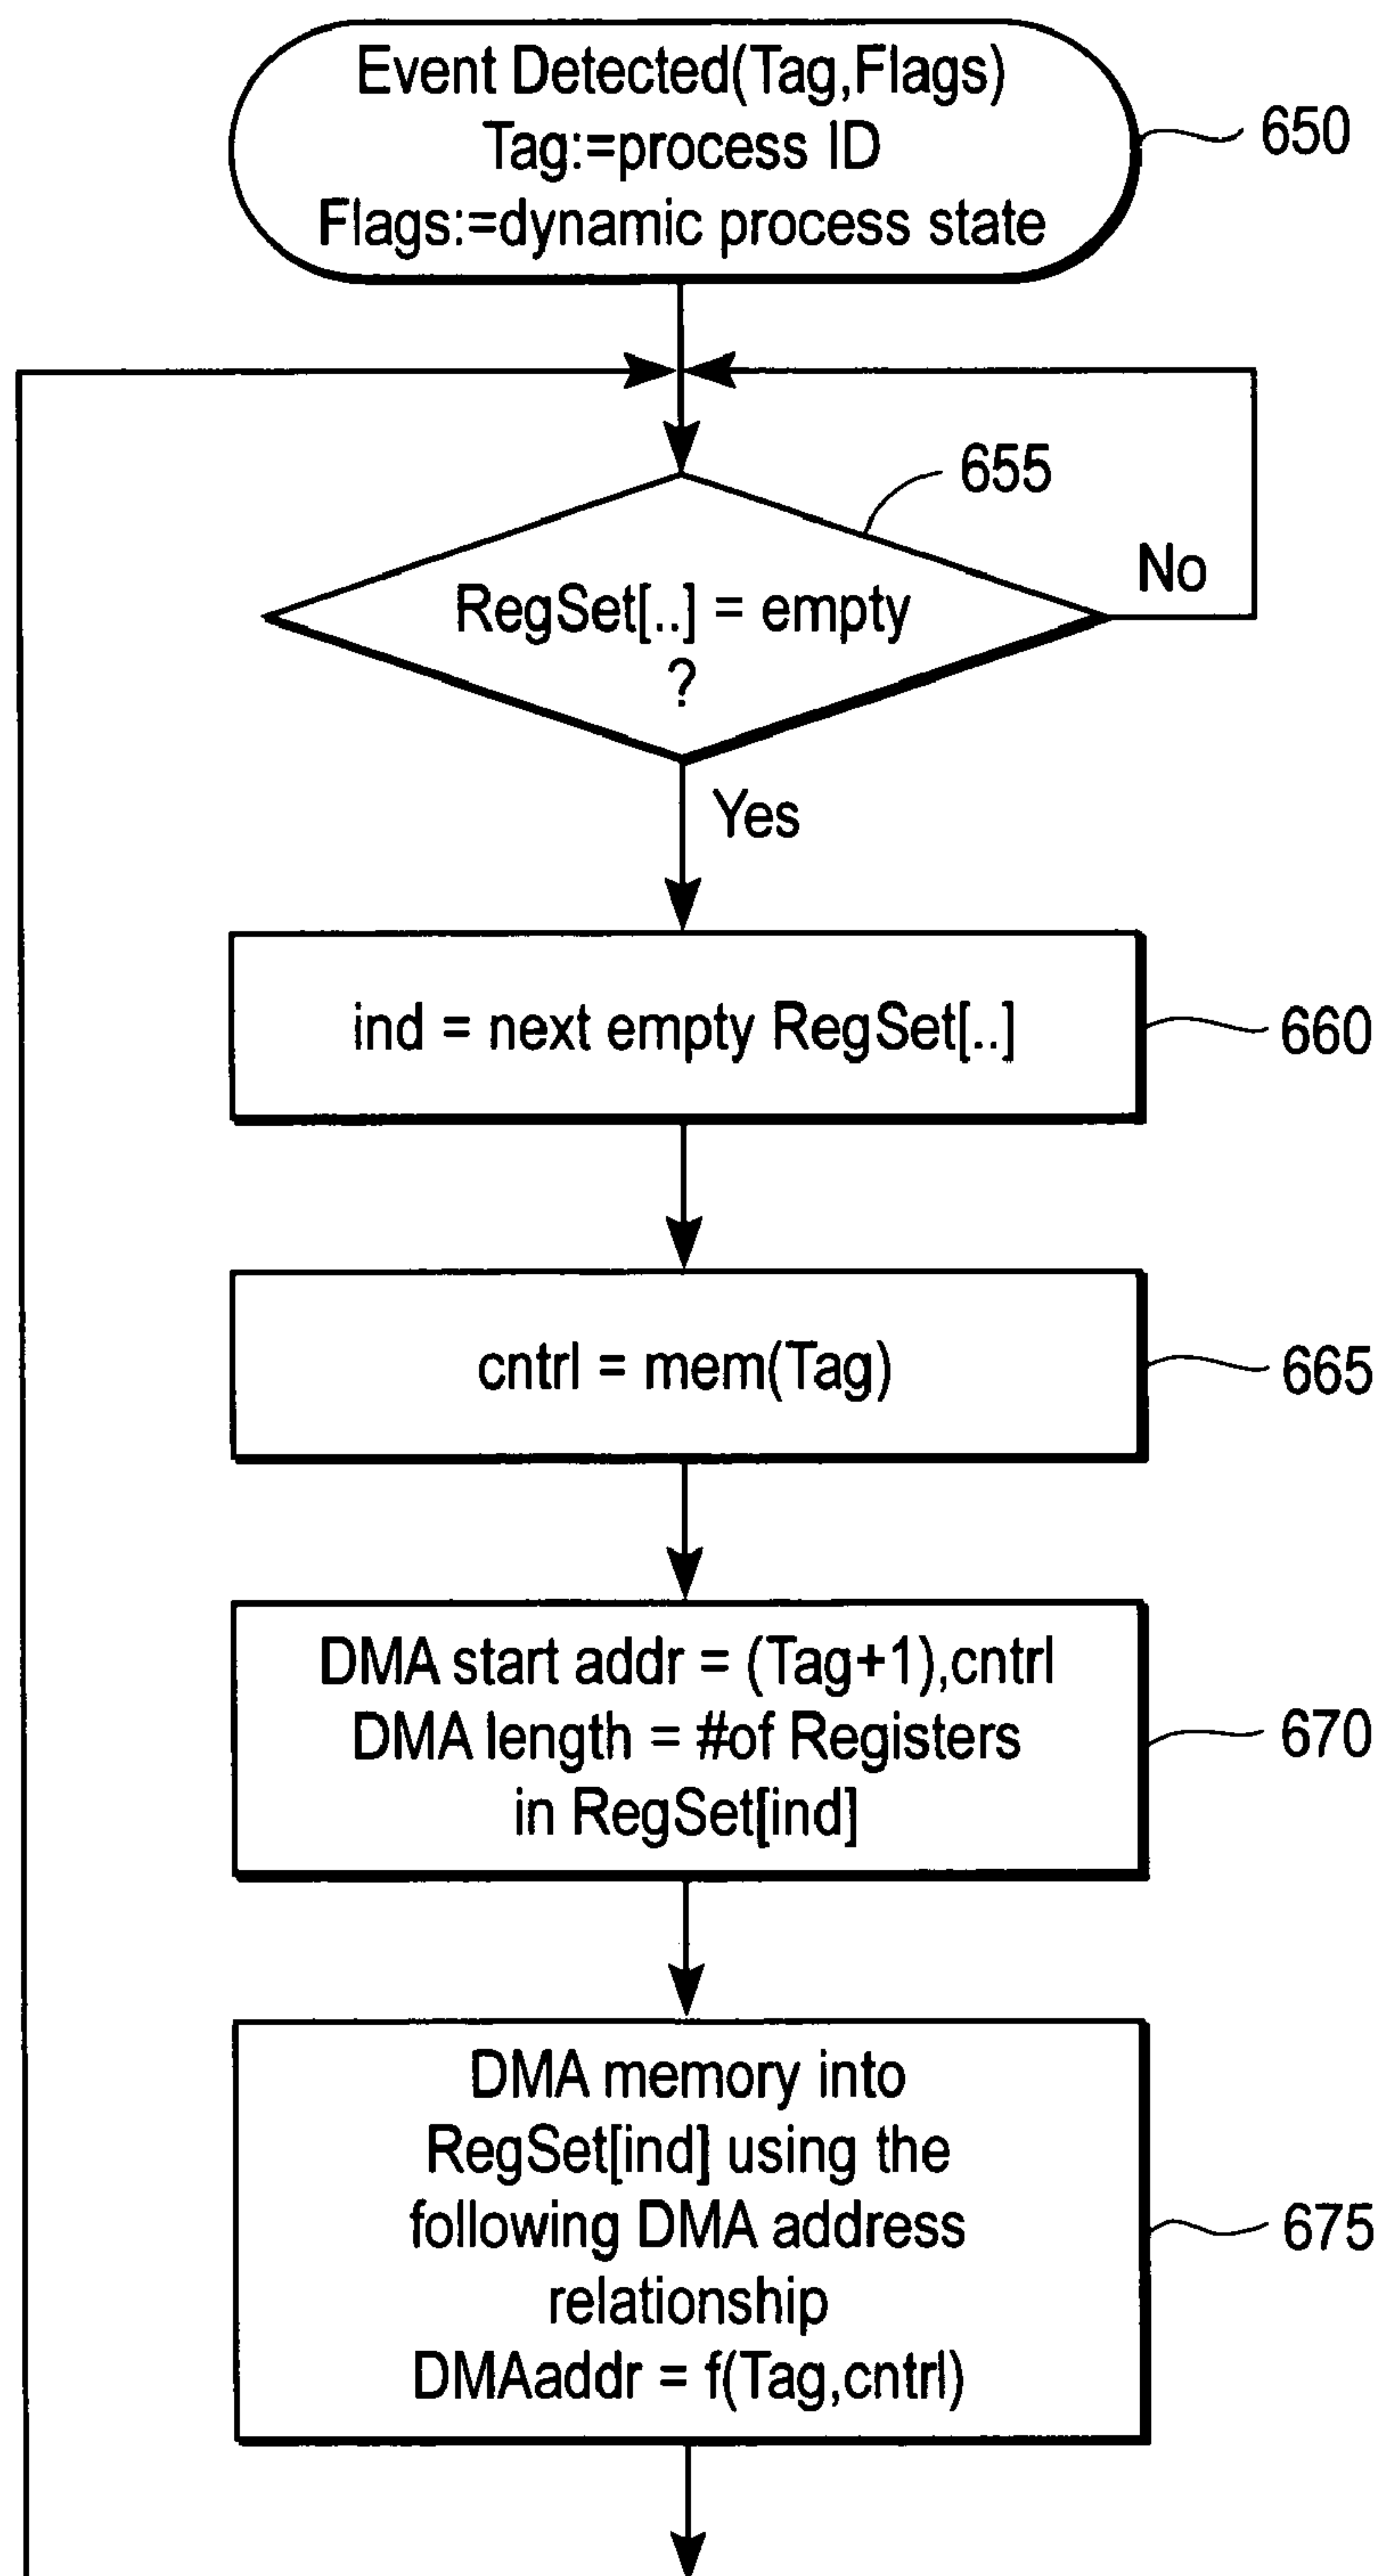 Event Detected(Tag,Flags)
Tag:=process ID
Flags:=dynamic process state
650
655
RegSet[..] = empty
?
No
Yes
ind = next empty RegSet[..]
660
cntrl = mem(Tag)
665
DMA start addr = (Tag+1),cntrl
DMA length = #of Registers
in RegSet[ind]
670
DMA memory into
RegSet[ind] using the
following DMA address
relationship
DMAaddr = f(Tag,cntrl)
675